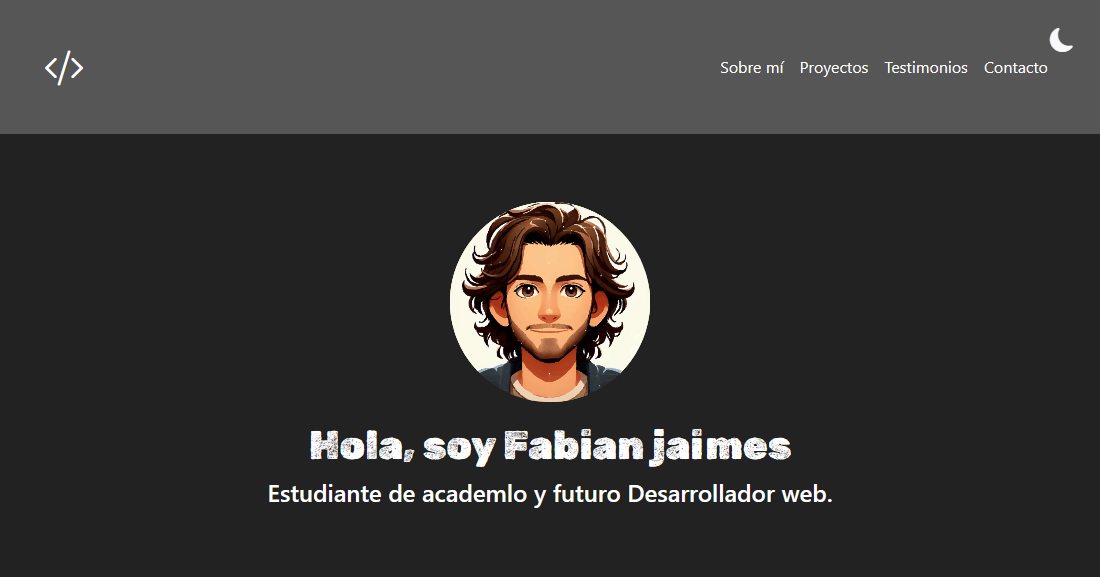 </>
Sobre mí Proyectos Testimonios Contacto
Hola, soy Fabian jaimes
Estudiante de academlo y futuro Desarrollador web.